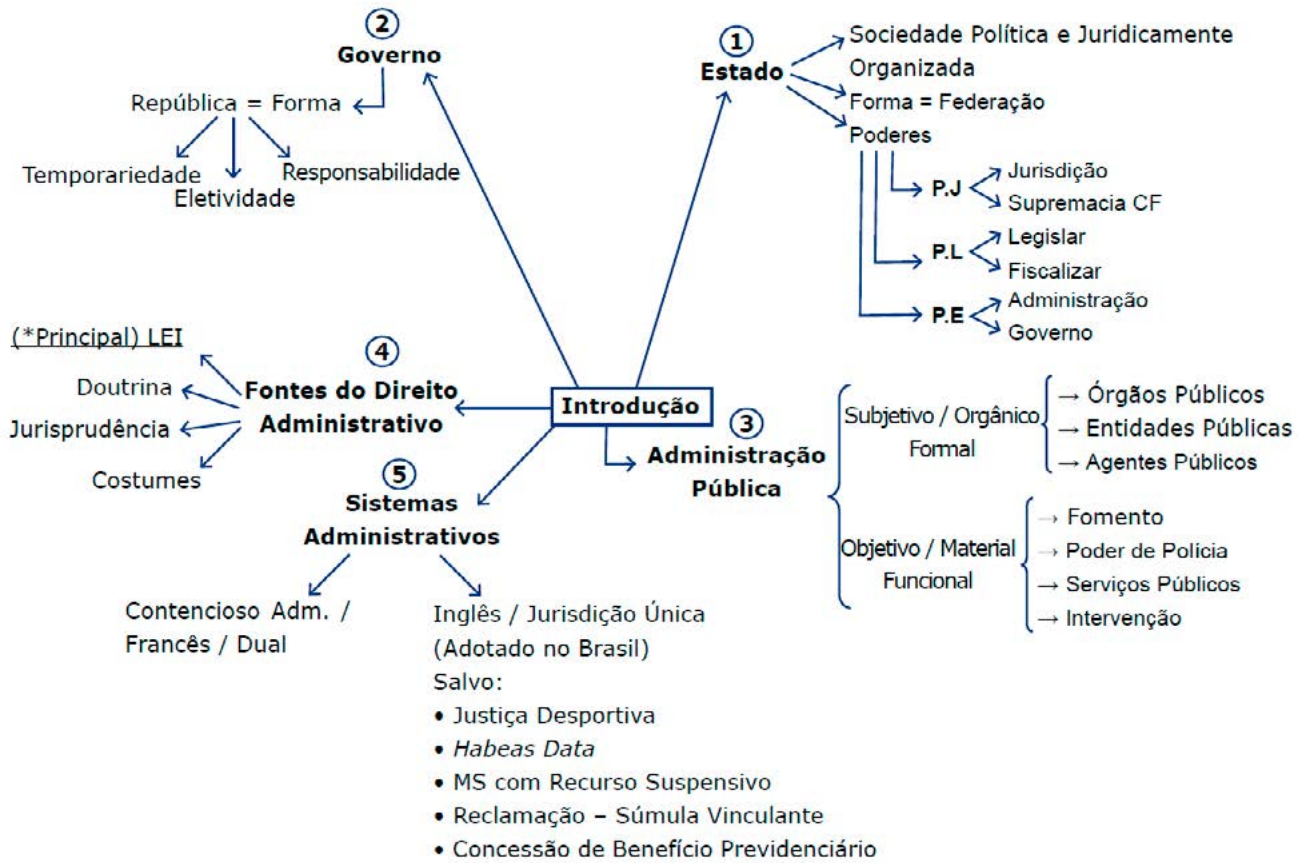 Introdução
1
Estado
Sociedade Política e Juridicamente
Organizada
Forma = Federação
Poderes
P.J
Jurisdição
Supremacia CF
P.L
Legislar
Fiscalizar
P.E
Administração
Governo
2
Governo
República = Forma
Temporariedade
Eletividade
Responsabilidade
3
Administração
Pública
Subjetivo / Orgânico
Formal
→ Órgãos Públicos
→ Entidades Públicas
→ Agentes Públicos
Objetivo / Material
Funcional
→ Fomento
→ Poder de Polícia
→ Serviços Públicos
→ Intervenção
4
Fontes do Direito
Administrativo
(*Principal) LEI
Doutrina
Jurisprudência
Costumes
5
Sistemas
Administrativos
Contencioso Adm. /
Francês / Dual
Inglês / Jurisdição Única
(Adotado no Brasil)
Salvo:
• Justiça Desportiva
• Habeas Data
• MS com Recurso Suspensivo
• Reclamação – Súmula Vinculante
• Concessão de Benefício Previdenciário